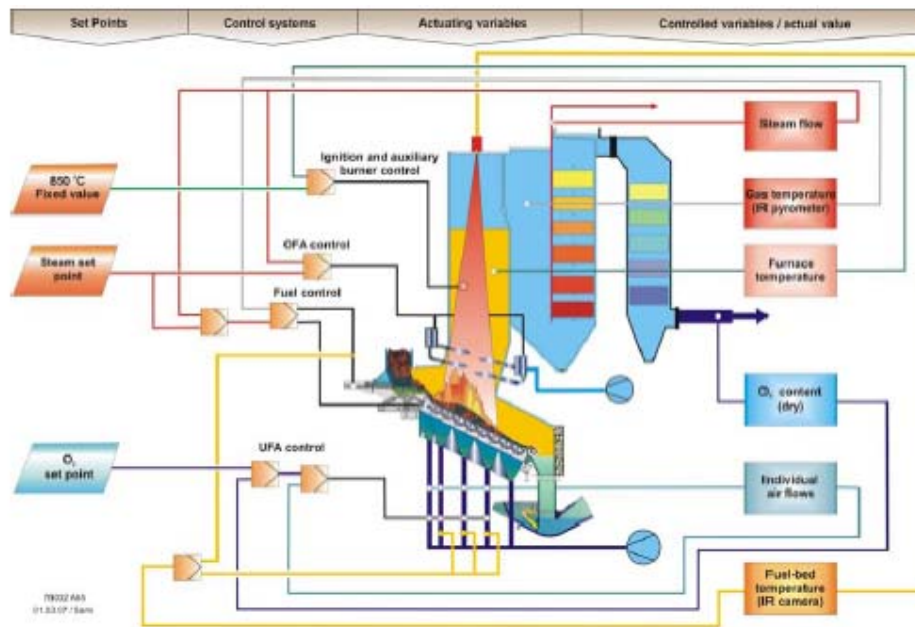 Set Points
Control systems
Actuating variables
Controlled variables / actual value
Steam flow
Ignition and auxiliary
burner control
850 °C
Fixed value
Gas temperature
(IR pyrometer)
OFA control
Steam set
point
Furnace
temperature
Fuel control
O₂ content
(dry)
UFA control
O₂
set point
Individual
air flows
Fuel-bed
temperature
(IR camera)